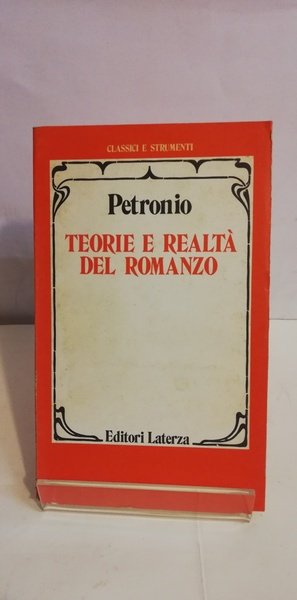 CLASSICI E STRUMENTI
Petronio
TEORIE E REALTÀ
DEL ROMANZO
Editori Laterza